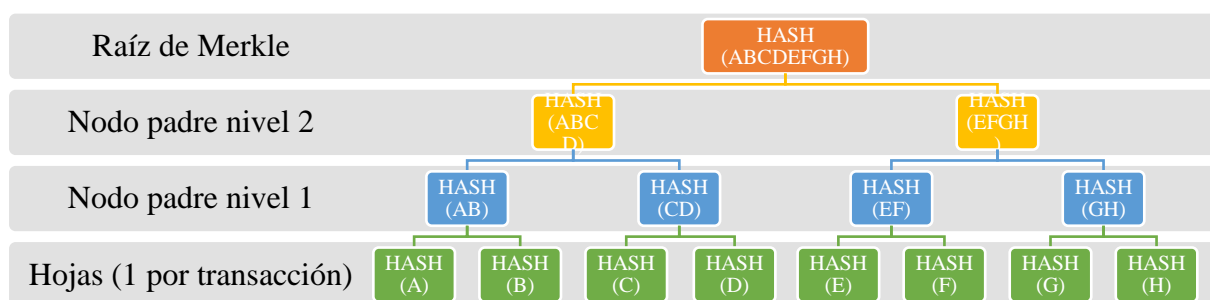 Raíz de Merkle
HASH
(ABCDEFGH)
Nodo padre nivel 2
HASH
(ABC
D)
HASH
(EFGH
)
Nodo padre nivel 1
HASH
(AB)
HASH
(CD)
HASH
(EF)
HASH
(GH)
Hojas (1 por transacción)
HASH
(A)
HASH
(B)
HASH
(C)
HASH
(D)
HASH
(E)
HASH
(F)
HASH
(G)
HASH
(H)